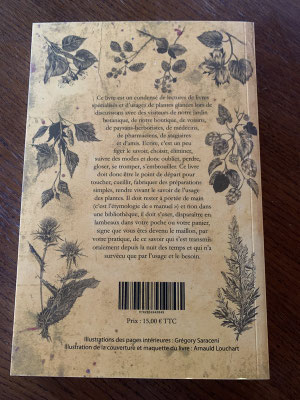 Ce livre est un condensé de lectures de livres
spécialisés et d'usages de plantes glanées lors de
discussions avec des visiteurs de notre jardin
botanique, de notre boutique, de voisins,
de paysans-herboristes, de médecins,
de pharmaciens, de stagiaires
et d'amis. Ecrire, c'est un peu
figer le savoir, choisir, éliminer,
suivre des modes et donc oublier, perdre,
gloser, se tromper, s'embrouiller. Ce livre
doit donc être le point de départ pour
toucher, cueillir, fabriquer des préparations
simples, rendre vivant le savoir de l'usage
des plantes. Il doit rester à portée de main
(c'est l'étymologie de « manuel ») et non dans
une bibliothèque, il doit s'user, disparaître en
lambeaux dans votre poche ou votre panier,
signe que vous êtes devenu le maillon, par
votre pratique, de ce savoir qui s'est transmis
oralement depuis la nuit des temps et qui n'a
survécu que par l'usage et le besoin.
Prix : 15,00 € TTC
Illustrations des pages intérieures : Grégory Saraceni
Illustration de la couverture et maquette du livre : Arnauld Louchart